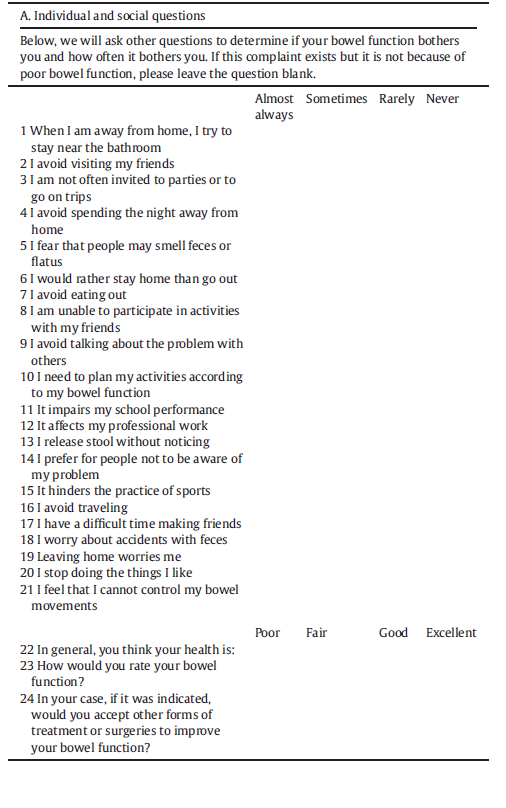 A. Individual and social questions
Below, we will ask other questions to determine if your bowel function bothers
you and how often it bothers you. If this complaint exists but it is not because of
poor bowel function, please leave the question blank.
Almost Sometimes Rarely Never
always
1 When I am away from home, I try to
stay near the bathroom
2 I avoid visiting my friends
3 I am not often invited to parties or to
go on trips
4 I avoid spending the night away from
home
5 I fear that people may smell feces or
flatus
6 I would rather stay home than go out
7 I avoid eating out
8 I am unable to participate in activities
with my friends
9 I avoid talking about the problem with
others
10 I need to plan my activities according
to my bowel function
11 It impairs my school performance
12 It affects my professional work
13 I release stool without noticing
14 I prefer for people not to be aware of
my problem
15 It hinders the practice of sports
16 I avoid traveling
17 I have a difficult time making friends
18 I worry about accidents with feces
19 Leaving home worries me
20 I stop doing the things I like
21 I feel that I cannot control my bowel
movements
Poor Fair Good Excellent
22 In general, you think your health is:
23 How would you rate your bowel
function?
24 In your case, if it was indicated,
would you accept other forms of
treatment or surgeries to improve
your bowel function?